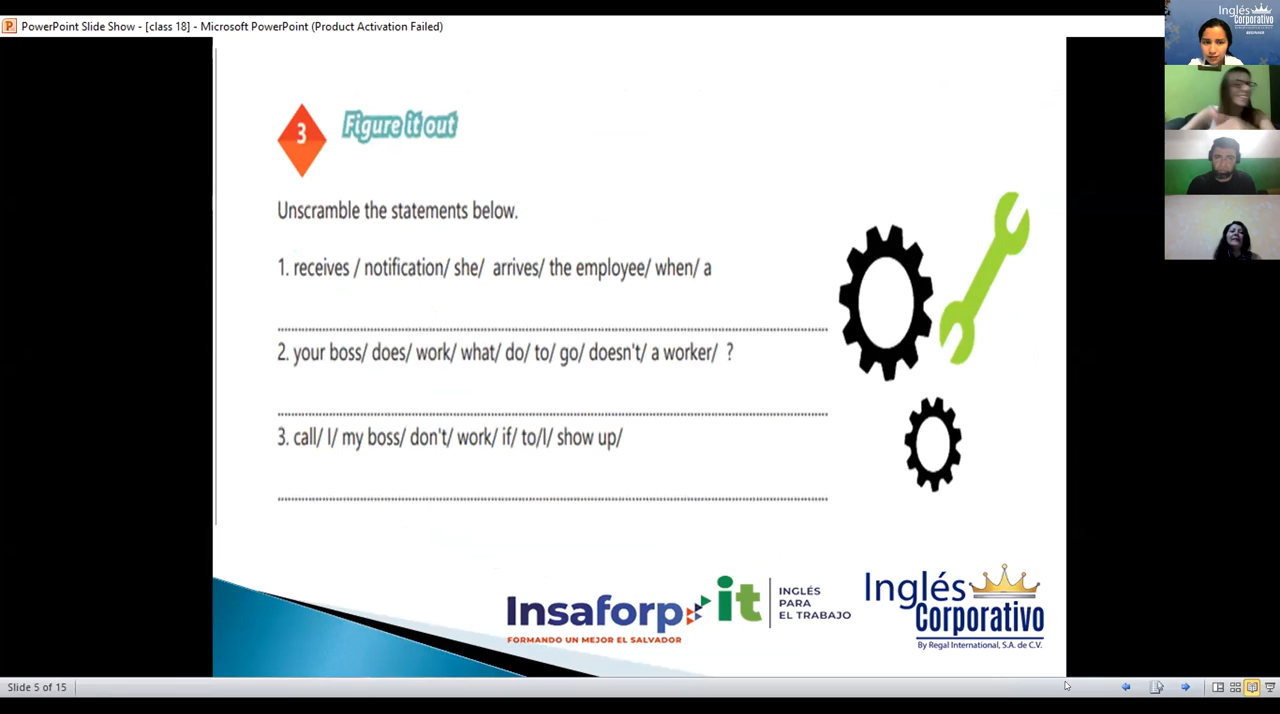 PowerPoint Slide Show - [class 18] - Microsoft PowerPoint (Product Activation Failed)
Inglés
Corporativo
BEGINNER
3
Figure it out
Unscramble the statements below.
1. receives / notification/ she/ arrives/ the employee/ when/ a
2. your boss/ does/ work/ what/ do/ to/ go/ doesn't/ a worker/ ?
3. call/ I/ my boss/ don't/ work/ if/ to/I/ show up/
Insaforp
FORMANDO UN MEJOR EL SALVADOR
it
INGLÉS
PARA
EL TRABAJO
Inglés
Corporativo
By Regal International, S.A. de C.V.
Slide 5 of 15